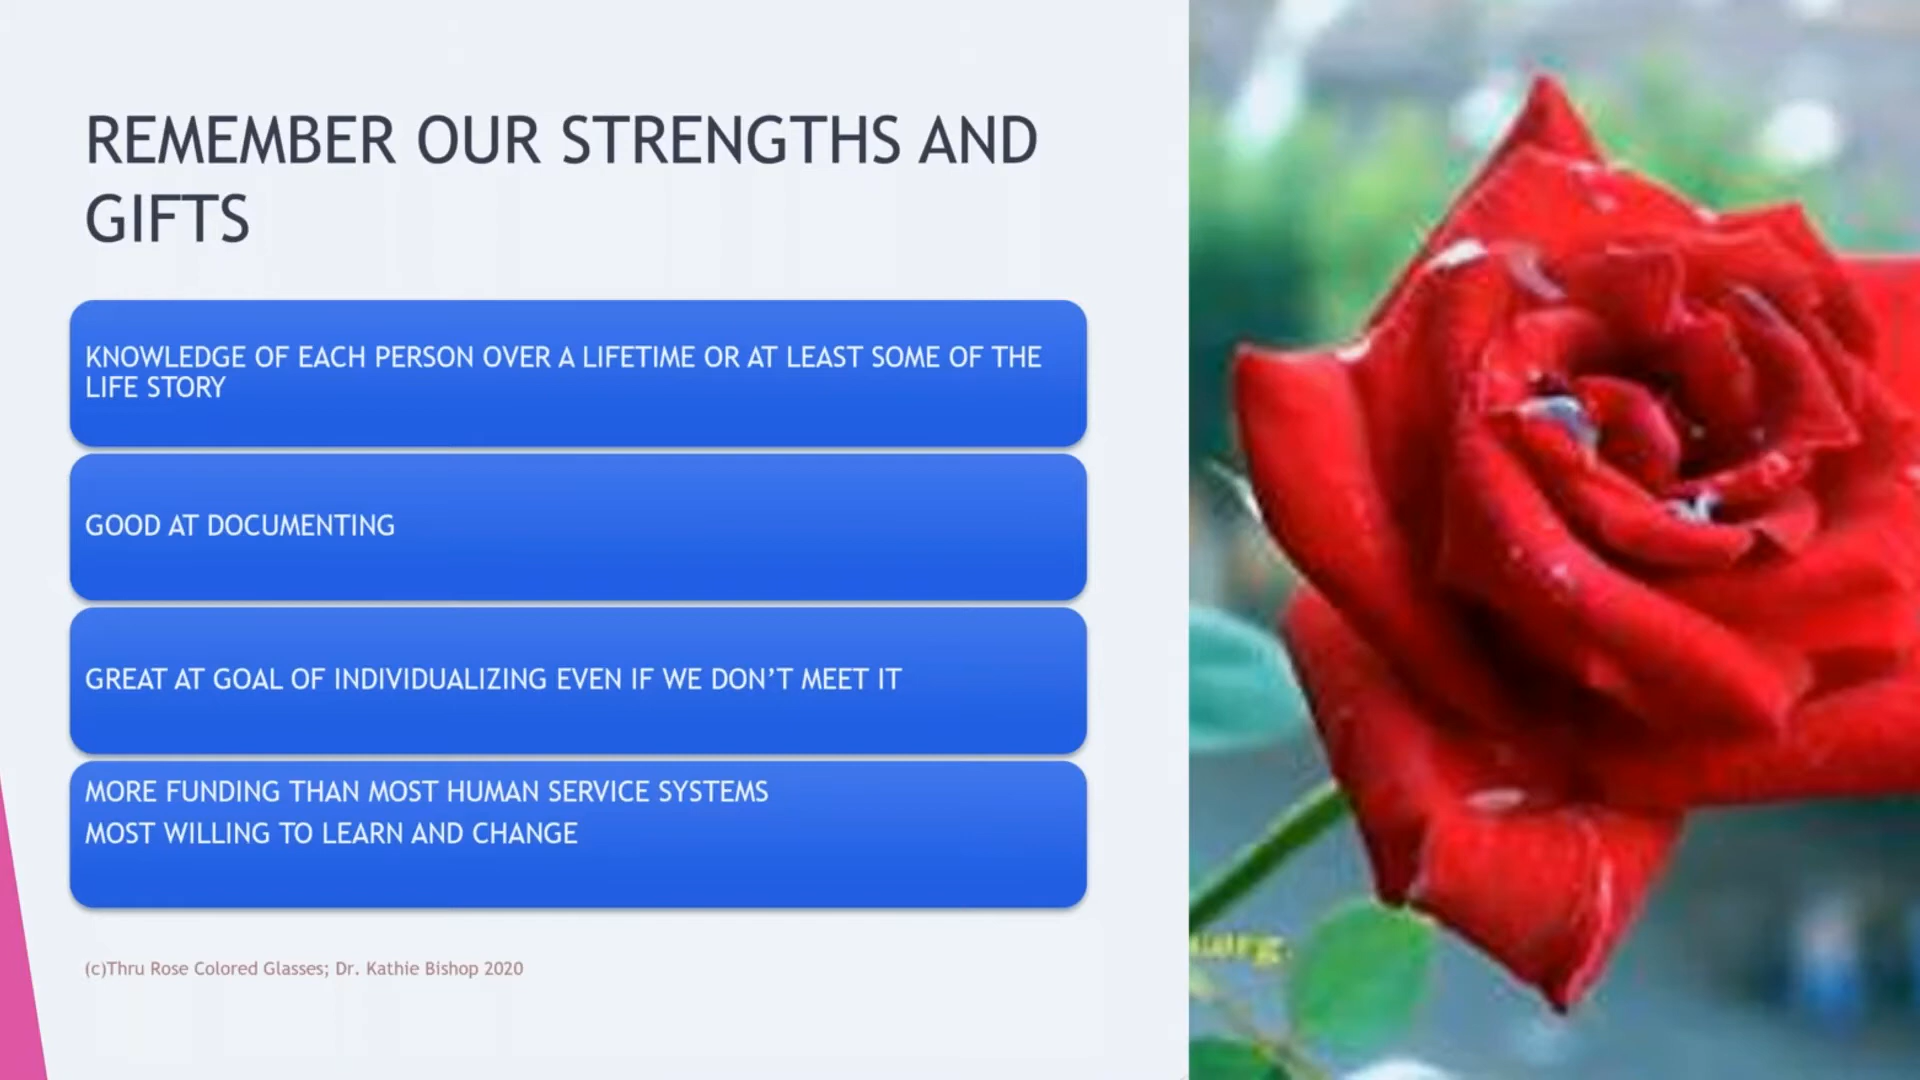 REMEMBER OUR STRENGTHS AND
GIFTS
KNOWLEDGE OF EACH PERSON OVER A LIFETIME OR AT LEAST SOME OF THE
LIFE STORY
GOOD AT DOCUMENTING
GREAT AT GOAL OF INDIVIDUALIZING EVEN IF WE DON’T MEET IT
MORE FUNDING THAN MOST HUMAN SERVICE SYSTEMS
MOST WILLING TO LEARN AND CHANGE
(c)Thru Rose Colored Glasses; Dr. Kathie Bishop 2020